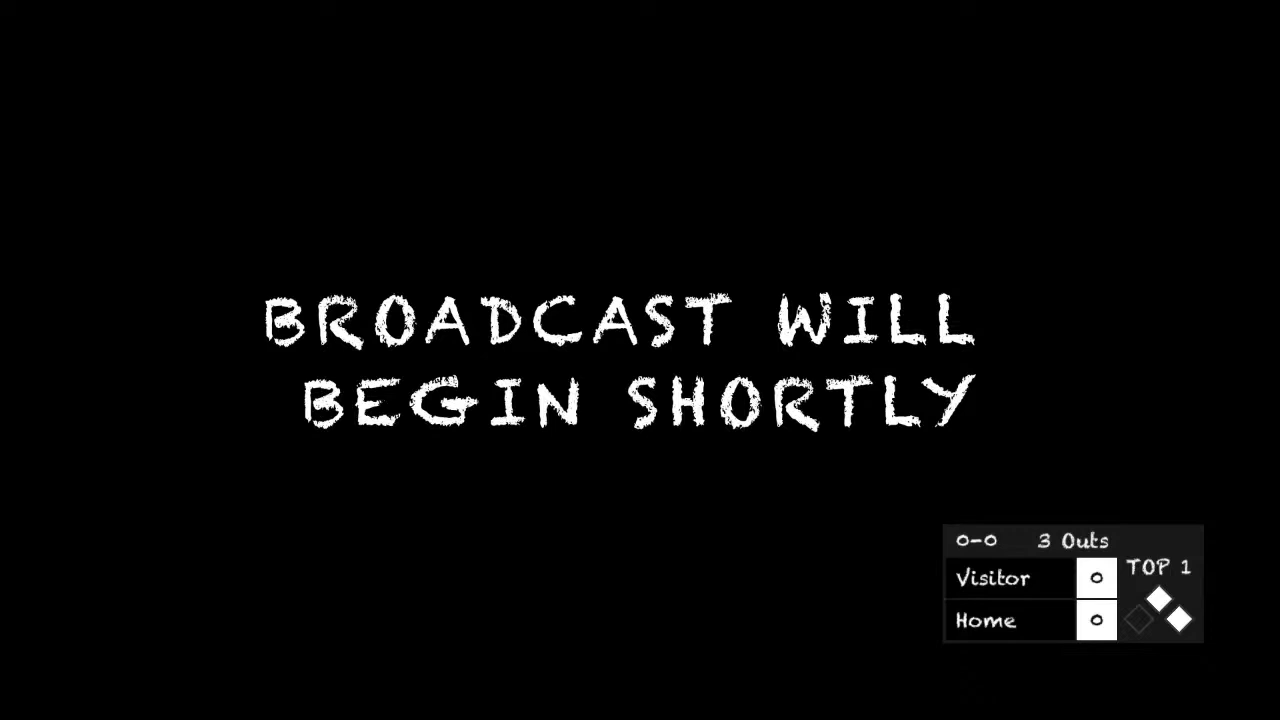 BROADCAST WILL
BEGIN SHORTLY
0-0 3 Outs
TOP 1
Visitor 0
Home 0